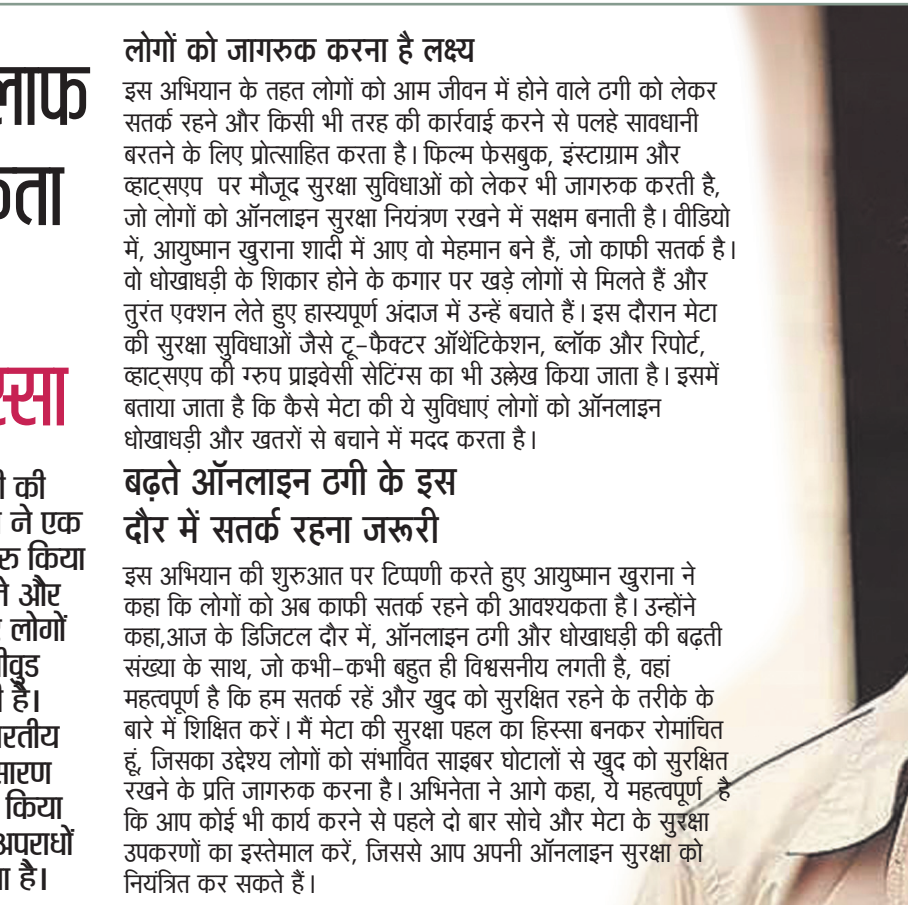 लाफ
कता
स्सा
की
ने एक
किया
और
लोगों
है।
सारण
किया
अपराधों
है।
लोगों को जागरुक करना है लक्ष्य
इस अभियान के तहत लोगों को आम जीवन में होने वाले ठगी को लेकर
सतर्क रहने और किसी भी तरह की कार्रवाई करने से पलहे सावधानी
बरतने के लिए प्रोत्साहित करता है। फिल्म फेसबुक, इंस्टाग्राम और
व्हाट्सएप पर मौजूद सुरक्षा सुविधाओं को लेकर भी जागरुक करती है,
जो लोगों को ऑनलाइन सुरक्षा नियंत्रण रखने में सक्षम बनाती है। वीडियो
में, आयुष्मान खुराना शादी में आए वो मेहमान बने हैं, जो काफी सतर्क है।
वो धोखाधड़ी के शिकार होने के कगार पर खड़े लोगों से मिलते हैं और
तुरंत एक्शन लेते हुए हास्यपूर्ण अंदाज में उन्हें बचाते हैं। इस दौरान मेटा
की सुरक्षा सुविधाओं जैसे टू-फैक्टर ऑथेंटिकेशन, ब्लॉक और रिपोर्ट,
व्हाट्सएप की ग्रुप प्राइवेसी सेटिंग्स का भी उल्लेख किया जाता है। इसमें
बताया जाता है कि कैसे मेटा की ये सुविधाएं लोगों को ऑनलाइन
धोखाधड़ी और खतरों से बचाने में मदद करता है।
बढ़ते ऑनलाइन ठगी के इस
दौर में सतर्क रहना जरूरी
इस अभियान की शुरुआत पर टिप्पणी करते हुए आयुष्मान खुराना ने
कहा कि लोगों को अब काफी सतर्क रहने की आवश्यकता है। उन्होंने
कहा,आज के डिजिटल दौर में, ऑनलाइन ठगी और धोखाधड़ी की बढ़ती
संख्या के साथ, जो कभी-कभी बहुत ही विश्वसनीय लगती है, वहां
महत्वपूर्ण है कि हम सतर्क रहें और खुद को सुरक्षित रहने के तरीके के
बारे में शिक्षित करें। मैं मेटा की सुरक्षा पहल का हिस्सा बनकर रोमांचित
हूं, जिसका उद्देश्य लोगों को संभावित साइबर घोटालों से खुद को सुरक्षित
रखने के प्रति जागरुक करना है। अभिनेता ने आगे कहा, ये महत्वपूर्ण है
कि आप कोई भी कार्य करने से पहले दो बार सोचे और मेटा के सुरक्षा
उपकरणों का इस्तेमाल करें, जिससे आप अपनी ऑनलाइन सुरक्षा को
नियंत्रित कर सकते हैं।